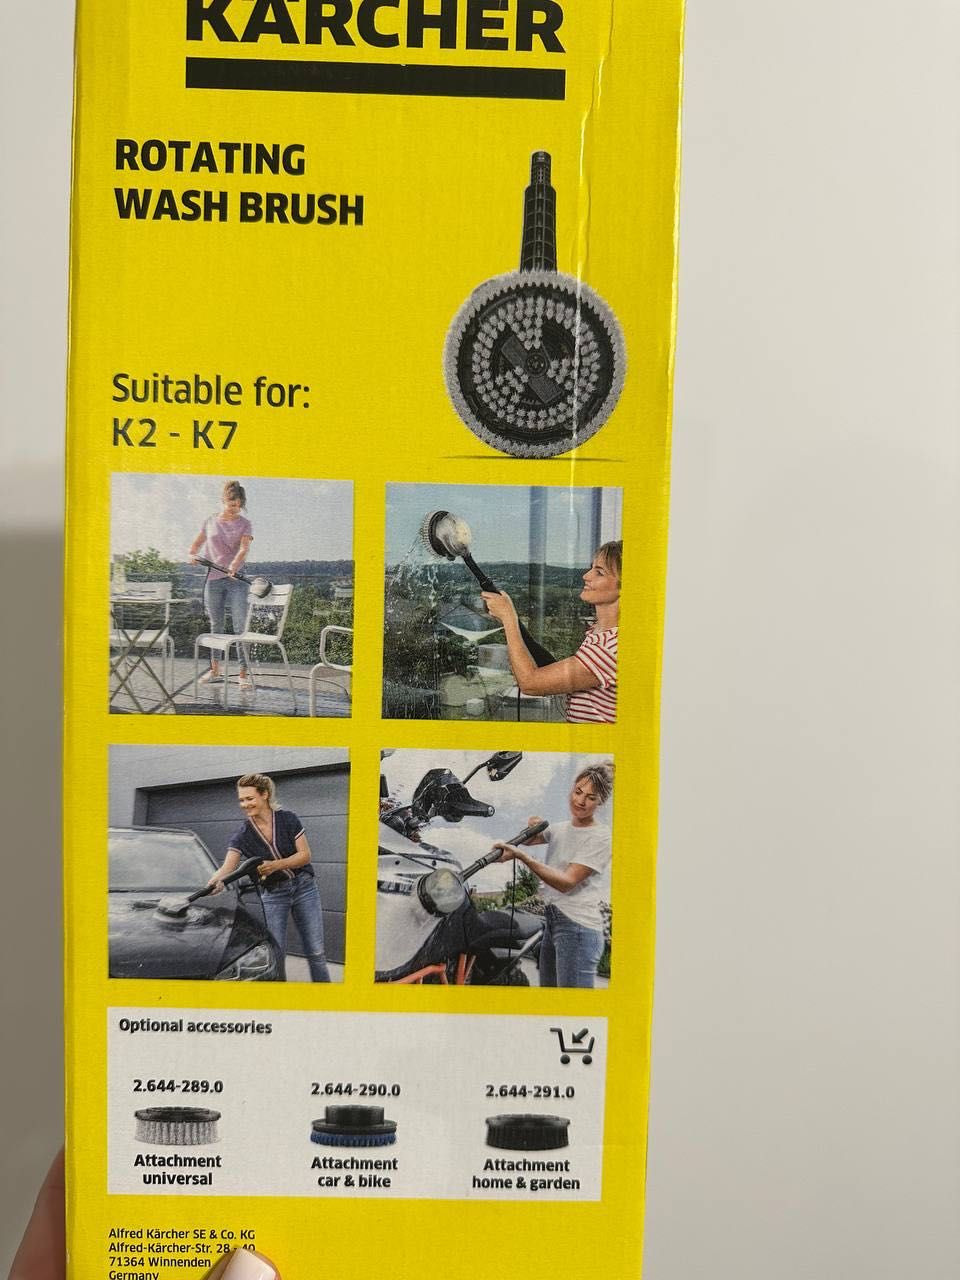 KÄRCHER
ROTATING
WASH BRUSH
Suitable for:
K2 - K7
Optional accessories
2.644-289.0
Attachment
universal
2.644-290.0
Attachment
car & bike
2.644-291.0
Attachment
home & garden
Alfred Kärcher SE & Co. KG
Alfred-Kärcher-Str. 28 - 40
71364 Winnenden
Germany